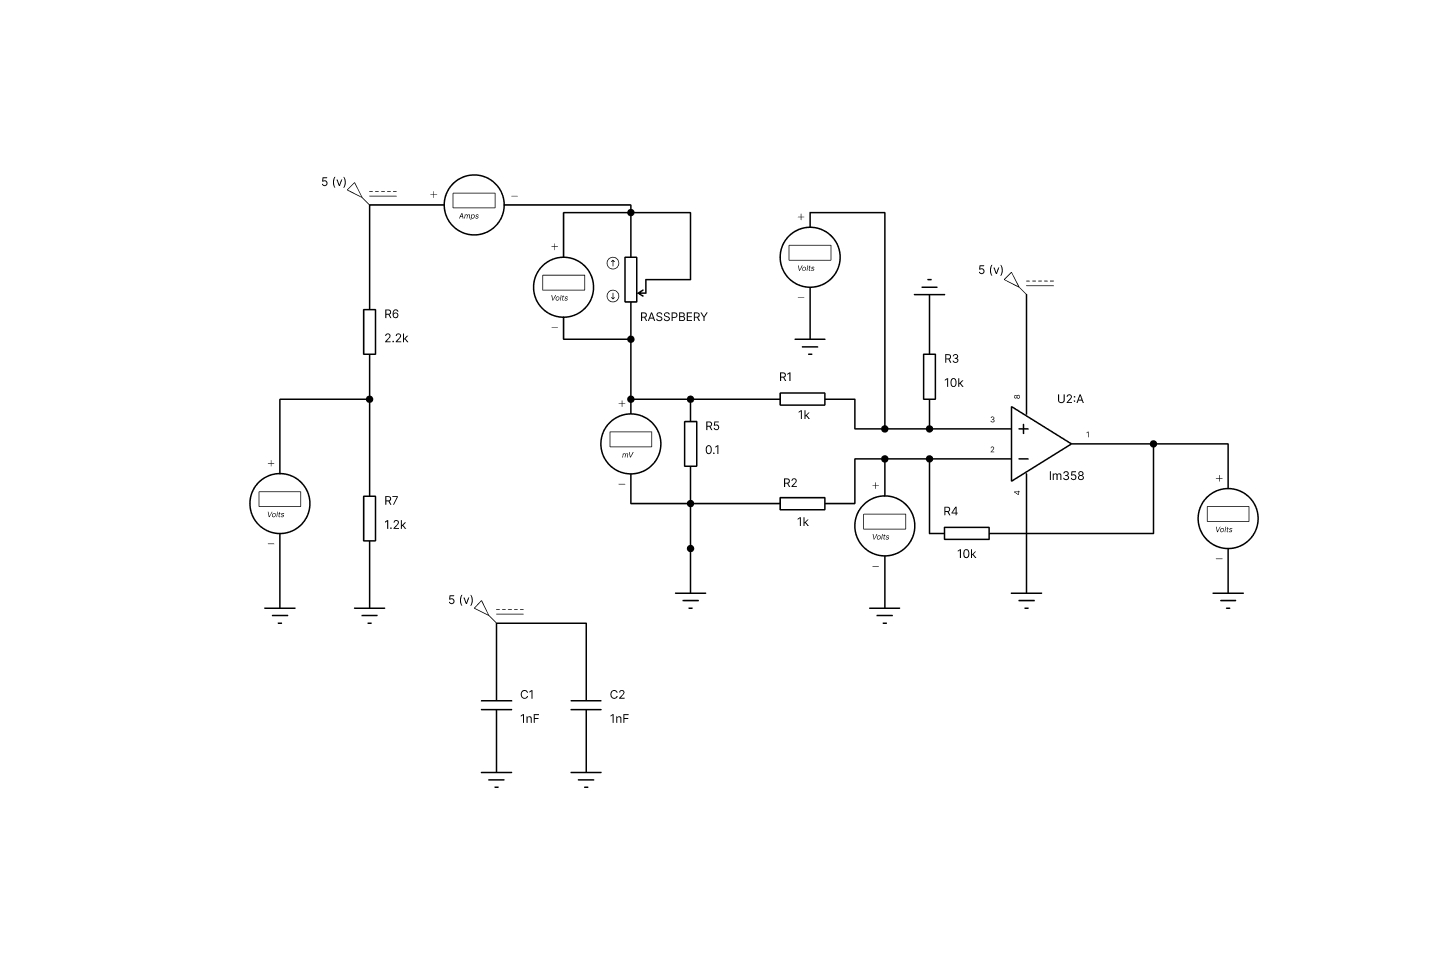 5 (v)
+
Amps
−
+
Volts
−
RASSPBERY
R6
2.2k
+
Volts
−
R7
1.2k
+
mV
−
R5
0.1
R1
1k
R2
1k
+
Volts
−
R3
10k
5 (v)
8
U2:A
3
+
2
−
1
lm358
4
+
Volts
−
R4
10k
+
Volts
−
5 (v)
C1
1nF
C2
1nF